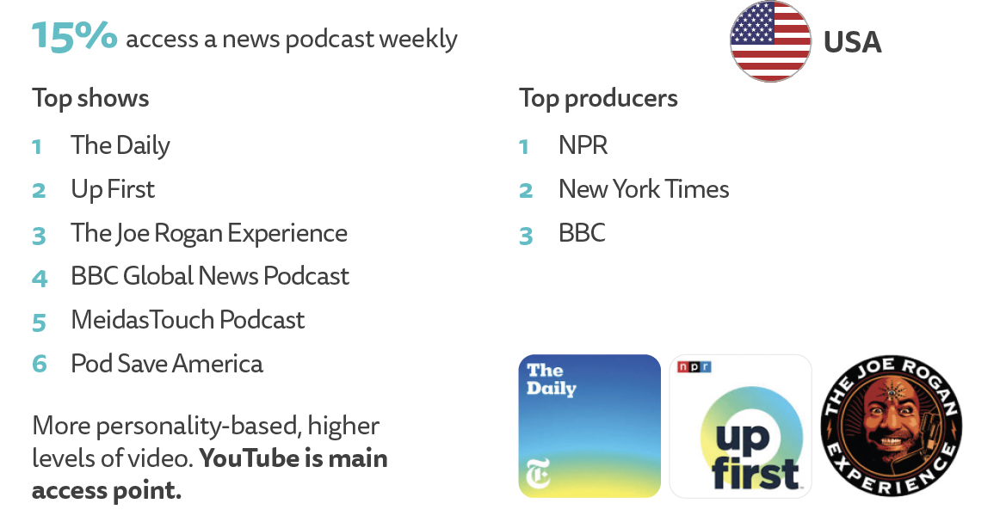 15% access a news podcast weekly
USA
Top shows
1 The Daily
2 Up First
3 The Joe Rogan Experience
4 BBC Global News Podcast
5 MeidasTouch Podcast
6 Pod Save America
More personality-based, higher
levels of video. YouTube is main
access point.
Top producers
1 NPR
2 New York Times
3 BBC
The
Daily
T
npr
up
first
THE JOE ROGAN
EXPERIENCE